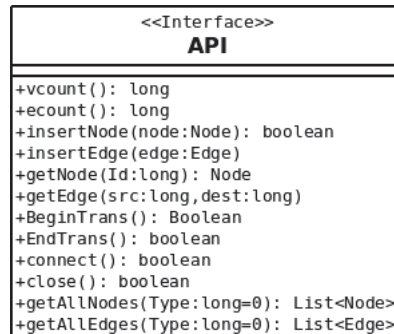 <<Interface>>
API
+vcount(): long
+ecount(): long
+insertNode(node:Node): boolean
+insertEdge(edge:Edge)
+getNode(Id:long): Node
+getEdge(src:long,dest:long)
+BeginTrans(): Boolean
+EndTrans(): boolean
+connect(): boolean
+close(): boolean
+getAllNodes(Type:long=0): List<Node>
+getAllEdges(Type:long=0): List<Edge>